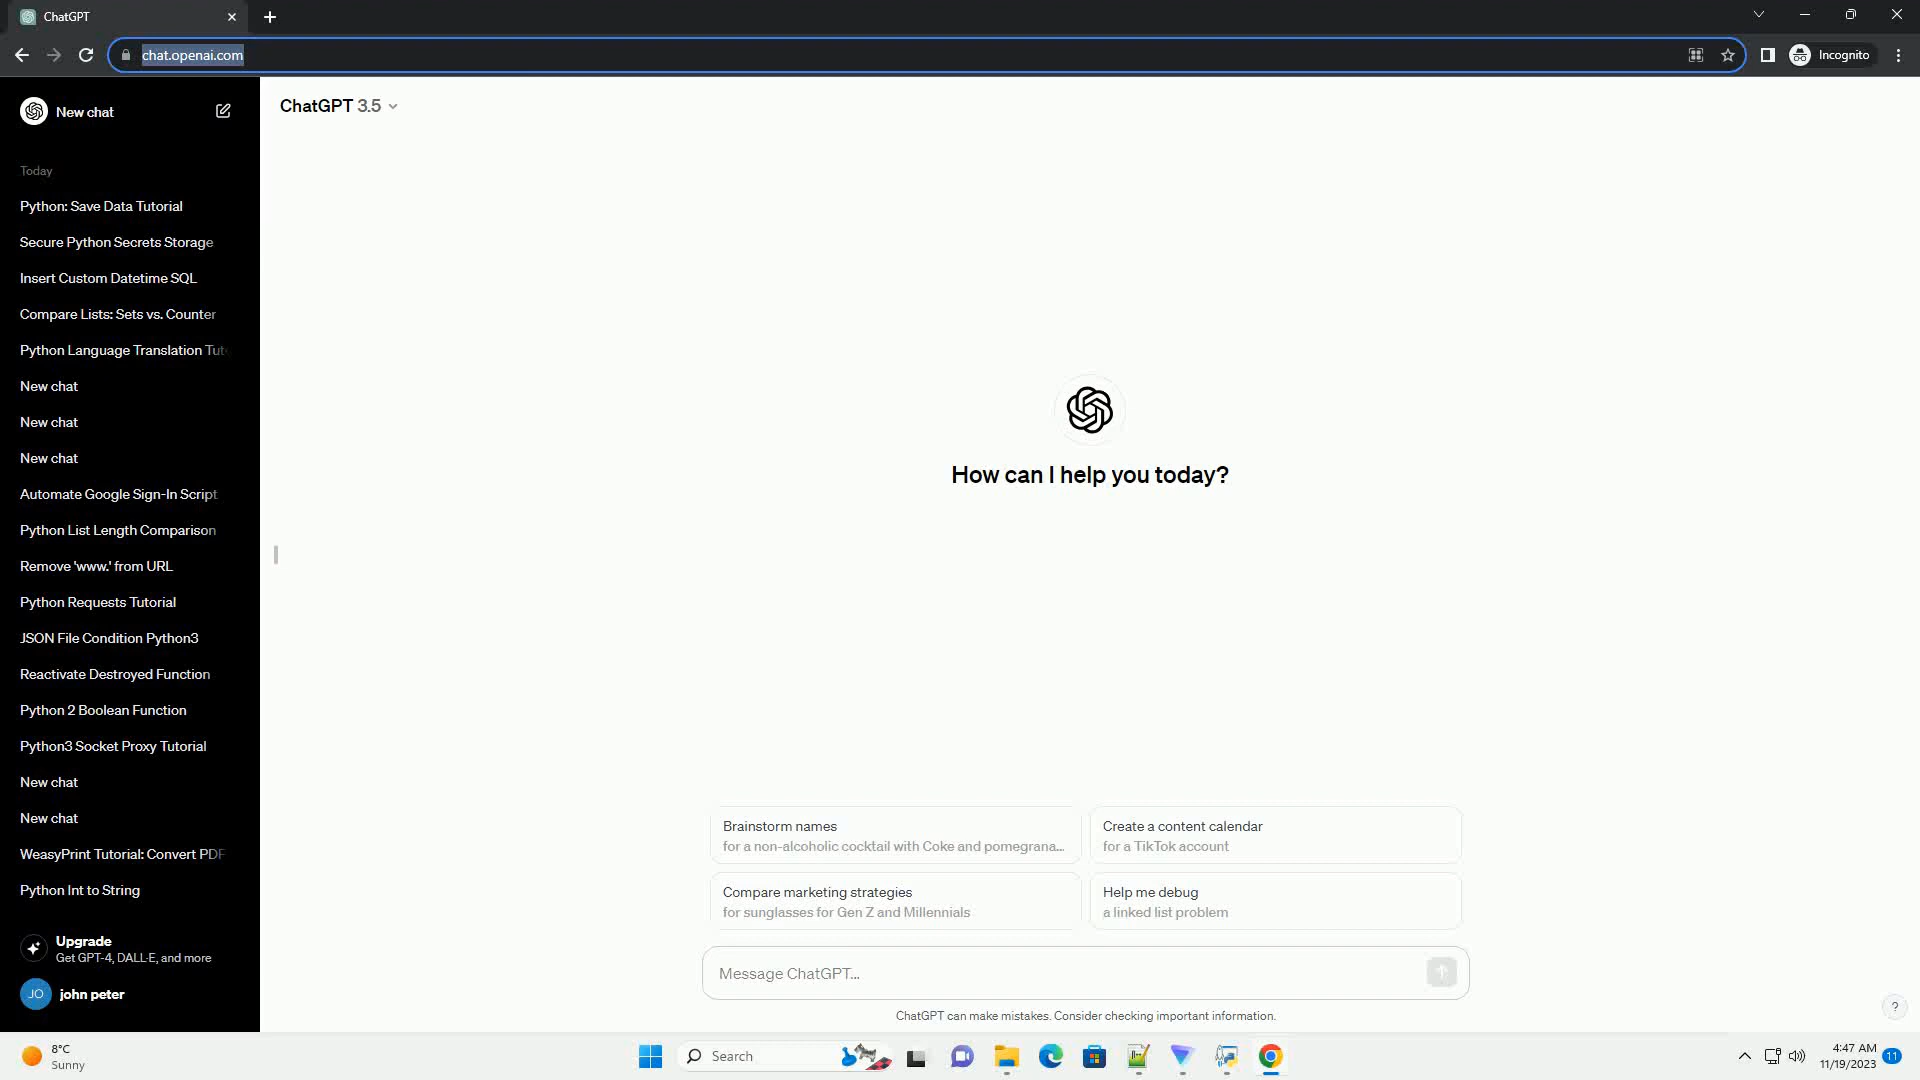 ChatGPT
chat.openai.com
Incognito
New chat
ChatGPT 3.5
Today
Python: Save Data Tutorial
Secure Python Secrets Storage
Insert Custom Datetime SQL
Compare Lists: Sets vs. Counter
Python Language Translation Tut
New chat
New chat
New chat
Automate Google Sign-In Script
Python List Length Comparison
Remove 'www.' from URL
Python Requests Tutorial
JSON File Condition Python3
Reactivate Destroyed Function
Python 2 Boolean Function
Python3 Socket Proxy Tutorial
New chat
New chat
WeasyPrint Tutorial: Convert PDF
Python Int to String
Upgrade
Get GPT-4, DALL·E, and more
JO
john peter
How can I help you today?
Brainstorm names
for a non-alcoholic cocktail with Coke and pomegrana...
Create a content calendar
for a TikTok account
Compare marketing strategies
for sunglasses for Gen Z and Millennials
Help me debug
a linked list problem
Message ChatGPT...
ChatGPT can make mistakes. Consider checking important information.
?
8°C
Sunny
Search
4:47 AM
11/19/2023
11